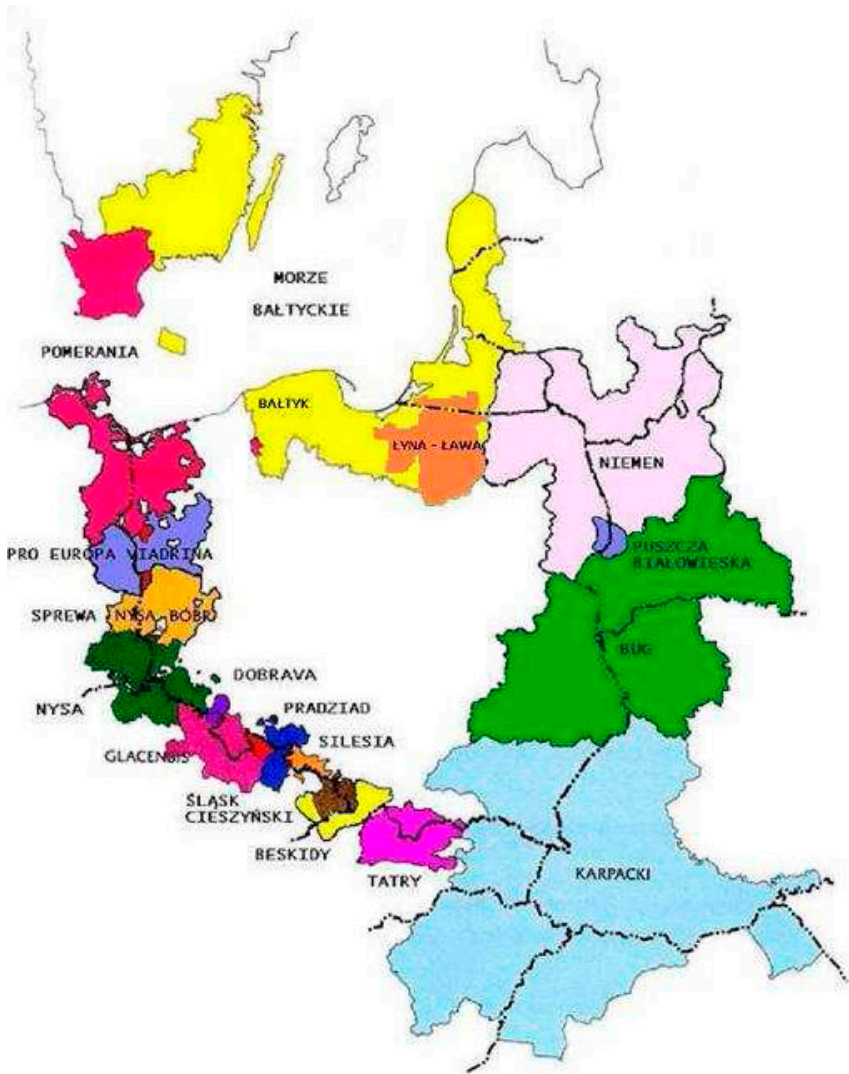 MORZE
BAŁTYCKIE
POMERANIA
BAŁTYK
ŁYNA - ŁAWA
NIEMEN
PRO EUROPA VIADRINA
PUSZCZA
BIAŁOWIESKA
SPREWA NYSA BÓBR
BUG
DOBRAVA
NYSA
PRADZIAD
SILESIA
GLACENSIS
ŚLĄSK
CIESZYŃSKI
BESKIDY
TATRY
KARPACKI